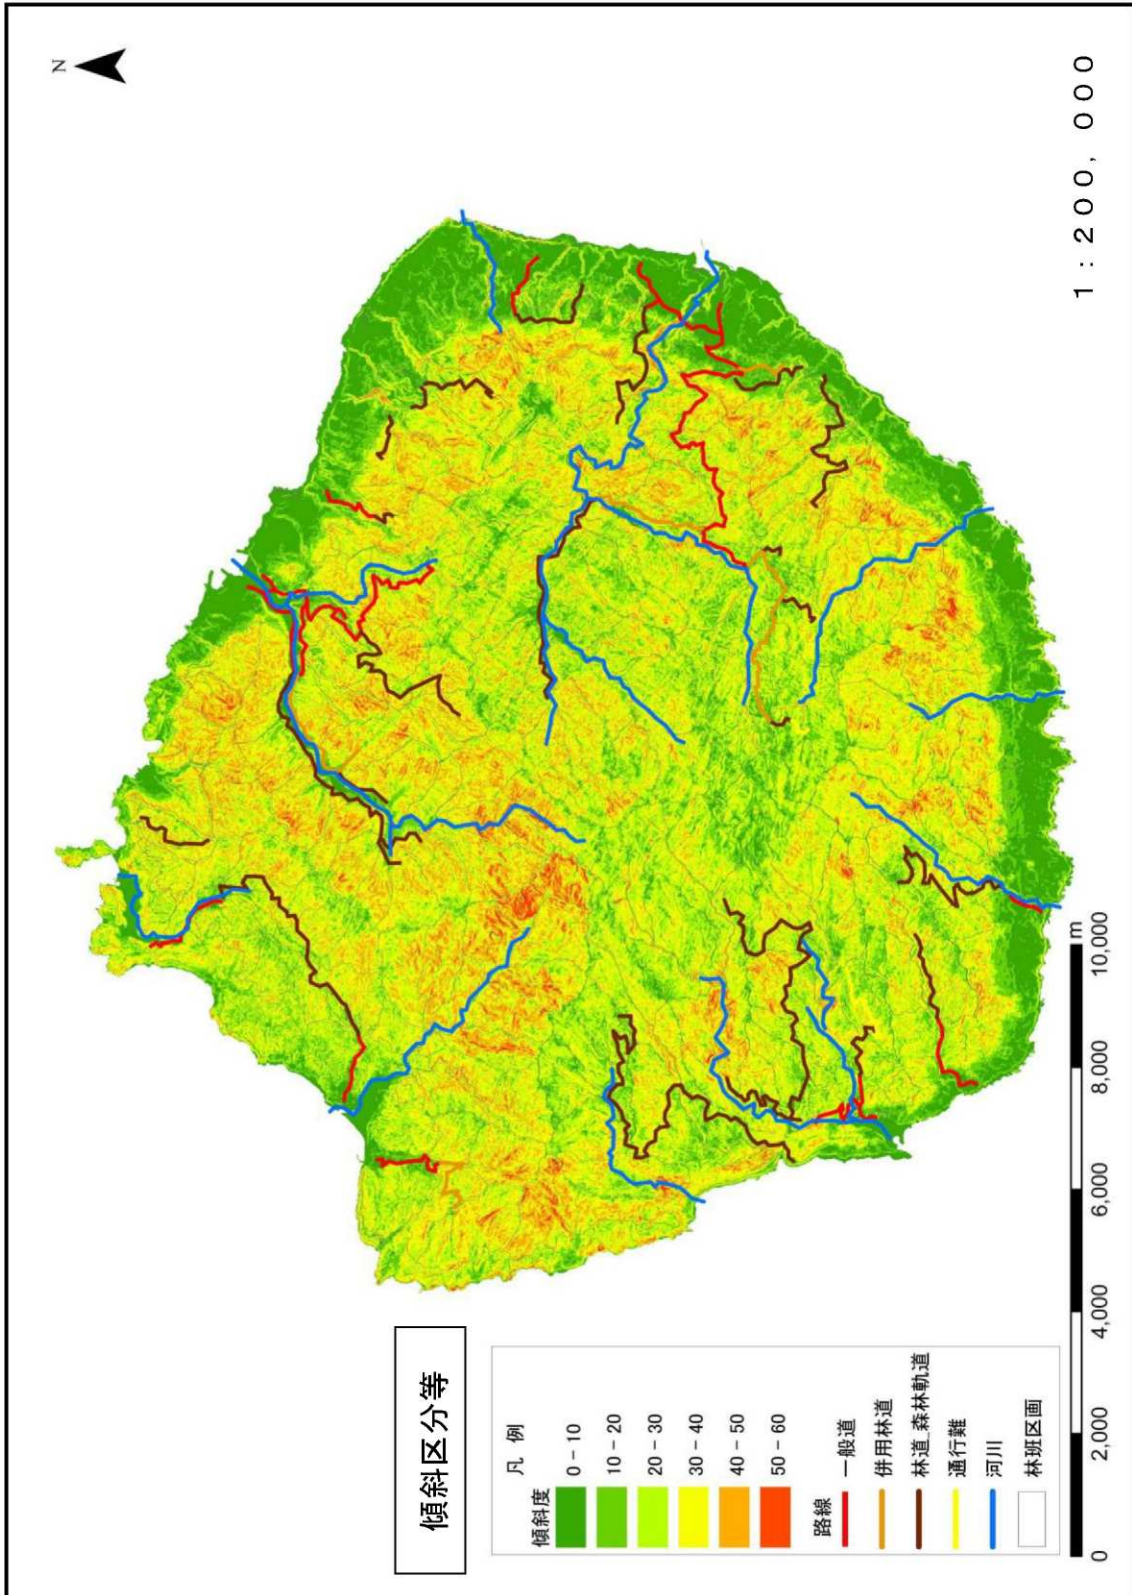 N
傾斜区分等
凡 例
傾斜度
0 - 10
10 - 20
20 - 30
30 - 40
40 - 50
50 - 60
路線
一般道
併用林道
林道_森林軌道
通行難
河川
林班区画
0 2,000 4,000 6,000 8,000 10,000 m
1 : 200, 000